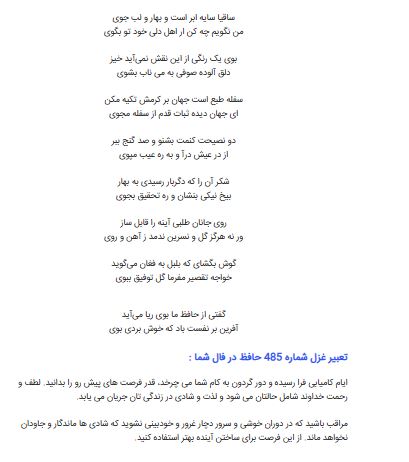 ساقیا سایه ابر است و بهار و لب جوی
من نگویم چه کن ار اهل دلی خود تو بگوی
بوی یک رنگی از این نقش نمی‌آید خیز
دلق آلوده صوفی به می ناب بشوی
سفله طبع است جهان بر کرمش تکیه مکن
ای جهان دیده ثبات قدم از سفله مجوی
دو نصیحت کنمت بشنو و صد گنج ببر
از در عیش درآ و به ره عیب مپوی
شکر آن را که دگربار رسیدی به بهار
بیخ نیکی بنشان و ره تحقیق بجوی
روی جانان طلبی آینه را قابل ساز
ور نه هرگز گل و نسرین ندمد ز آهن و روی
گوش بگشای که بلبل به فغان می‌گوید
خواجه تقصیر مفرما گل توفیق ببوی
گفتی از حافظ ما بوی ریا می‌آید
آفرین بر نفست باد که خوش بردی بوی
تعبیر غزل شماره 485 حافظ در فال شما :
ایام کامیابی فرا رسیده و دور گردون به کام شما می چرخد، قدر فرصت های پیش رو را بدانید. لطف و
رحمت خداوند شامل حالتان می شود و لذت و شادی در زندگی تان جریان می یابد.
مراقب باشید که در دوران خوشی و سرور دچار غرور و خودبینی نشوید که شادی ها ماندگار و جاودان
نخواهد ماند. از این فرصت برای ساختن آینده بهتر استفاده کنید.